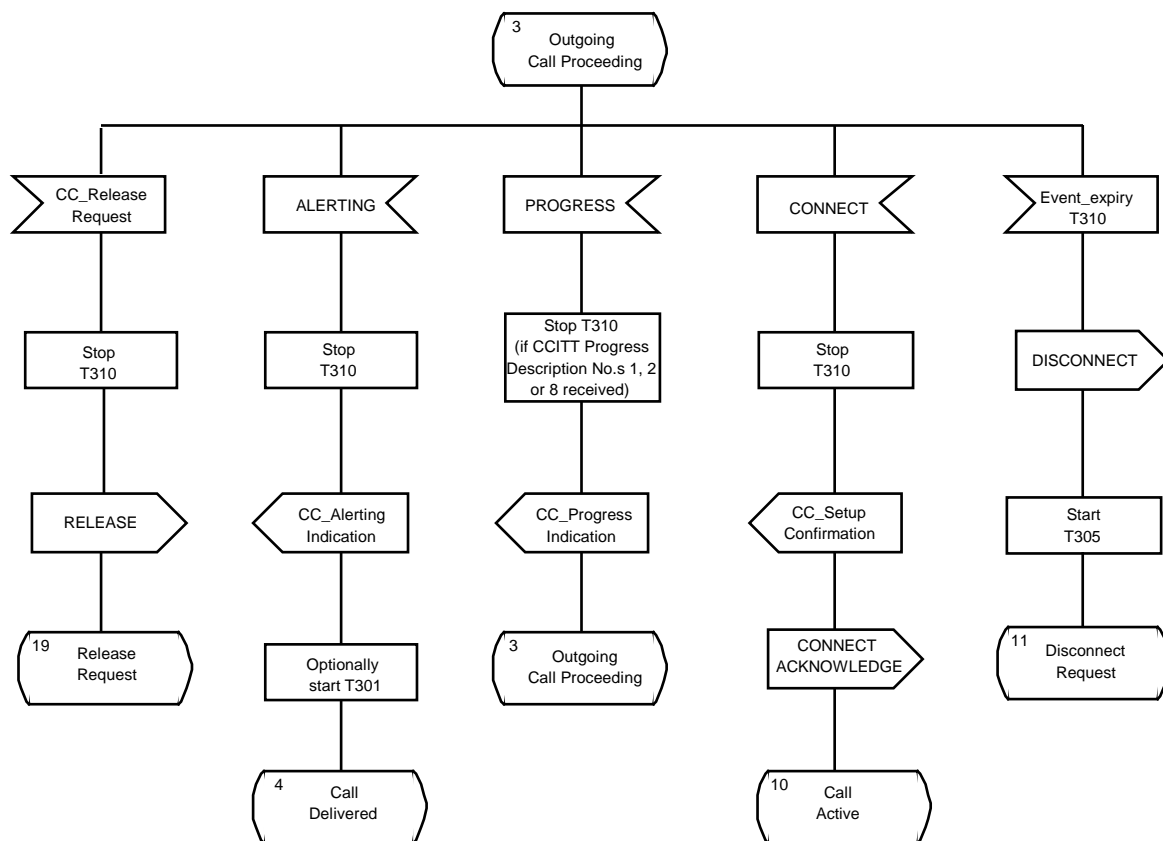 3
Outgoing
Call Proceeding
CC_Release
Request
ALERTING
PROGRESS
CONNECT
Event_expiry
T310
Stop
T310
Stop
T310
Stop T310
(if CCITT Progress
Description No.s 1, 2
or 8 received)
Stop
T310
DISCONNECT
RELEASE
CC_Alerting
Indication
CC_Progress
Indication
CC_Setup
Confirmation
Start
T305
19
Release
Request
Optionally
start T301
3
Outgoing
Call Proceeding
CONNECT
ACKNOWLEDGE
11
Disconnect
Request
4
Call
Delivered
10
Call
Active